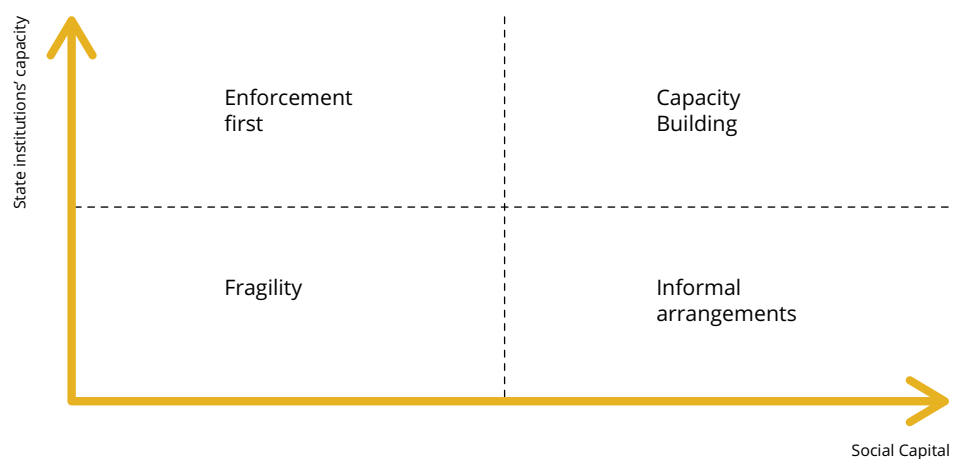 State institutions’ capacity
Enforcement
first
Capacity
Building
Fragility
Informal
arrangements
Social Capital